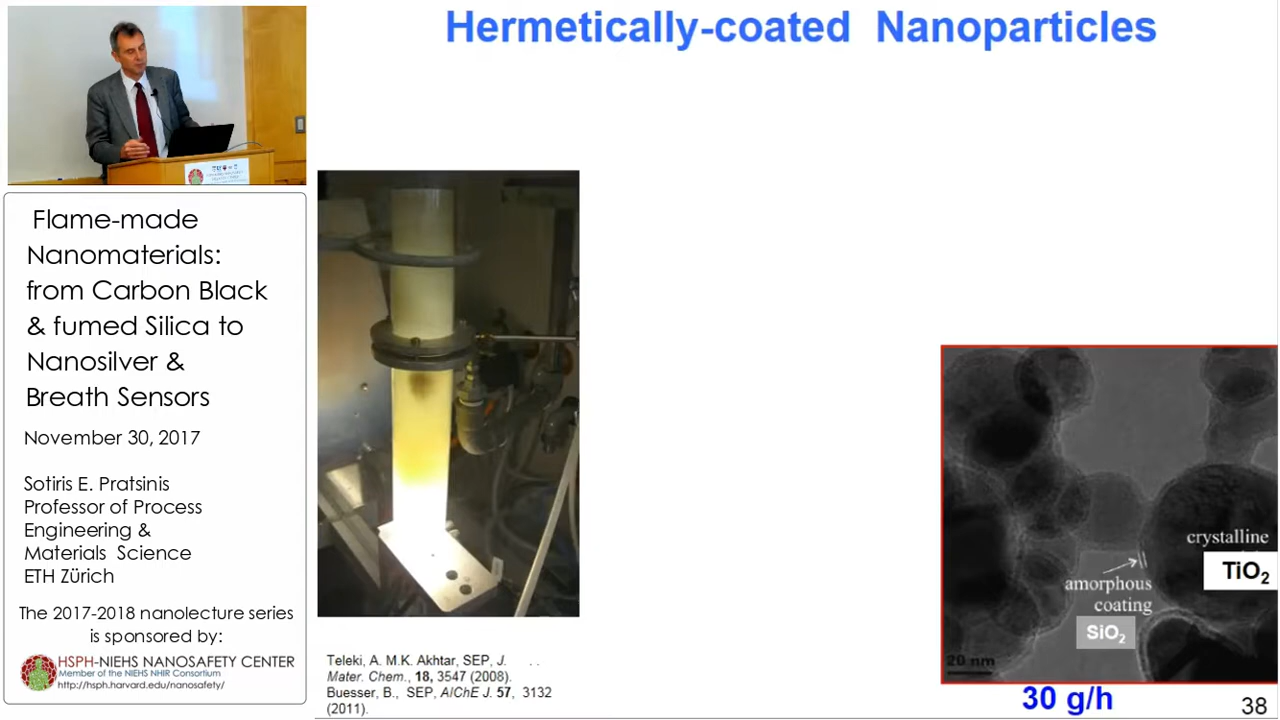 Hermetically-coated Nanoparticles
Flame-made
Nanomaterials:
from Carbon Black
& fumed Silica to
Nanosilver &
Breath Sensors
November 30, 2017
Sotiris E. Pratsinis
Professor of Process
Engineering &
Materials Science
ETH Zürich
The 2017-2018 nanolecture series
is sponsored by:
HSPH-NIEHS NANOSAFETY CENTER
Member of the NIEHS NHIR Consortium
http://hsph.harvard.edu/nanosafety/
Teleki, A. M.K. Akhtar, SEP, J. . .
Mater. Chem., 18, 3547 (2008).
Buesser, B., SEP, AIChE J. 57, 3132
(2011).
crystalline
TiO₂
amorphous
coating
SiO₂
20 nm
30 g/h
38